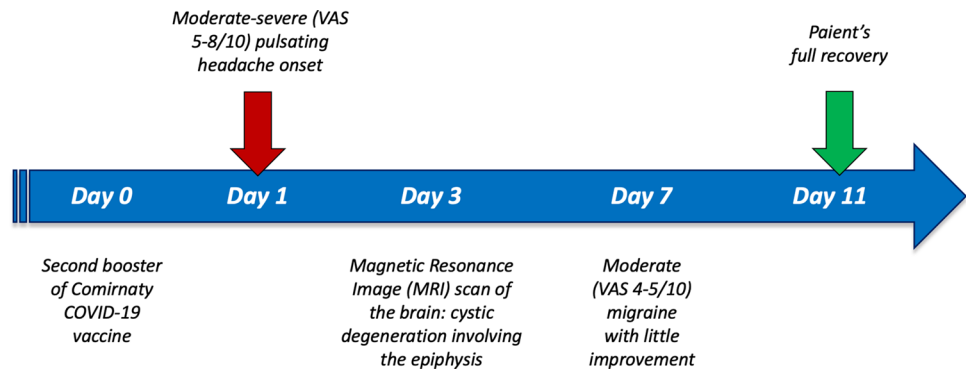 Moderate-severe (VAS
5-8/10) pulsating
headache onset
Paient’s
full recovery
Day 0
Day 1
Day 3
Day 7
Day 11
Second booster
of Comirnaty
COVID-19
vaccine
Magnetic Resonance
Image (MRI) scan of
the brain: cystic
degeneration involving
the epiphysis
Moderate
(VAS 4-5/10)
migraine
with little
improvement